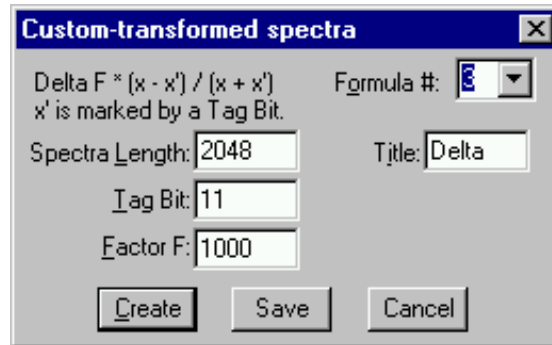 Custom-transformed spectra
Delta F * (x - x') / (x + x')
x' is marked by a Tag Bit.
Formula #: 3
Spectra Length: 2048
Title: Delta
Tag Bit: 11
Factor F: 1000
Create Save Cancel